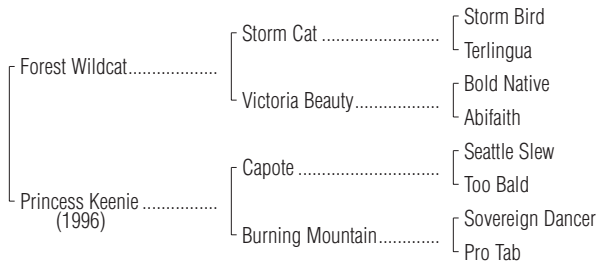 Storm Bird
Storm Cat ........................
Terlingua
Forest Wildcat..................
Bold Native
Victoria Beauty.................
Abifaith
Seattle Slew
Capote .............................
Too Bald
Princess Keenie ...............
(1996)
Sovereign Dancer
Burning Mountain............
Pro Tab